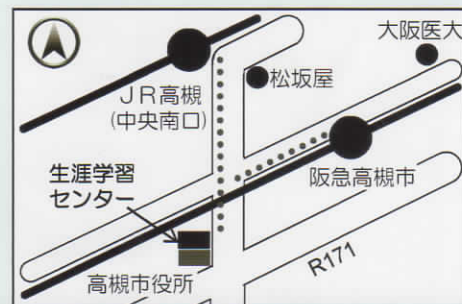 大阪医大
松坂屋
JR高槻
(中央南口)
阪急高槻市
生涯学習
センター
高槻市役所
R171